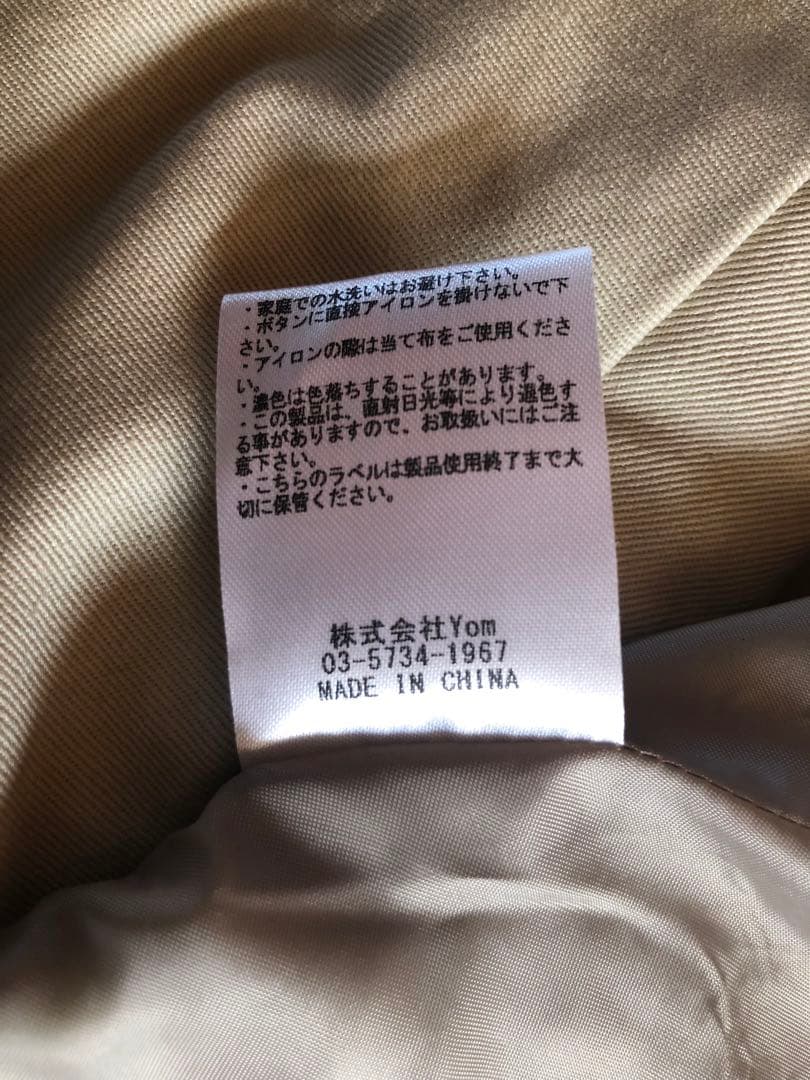 ・家庭での水洗いはお避け下さい。
・ボタンに直接アイロンを掛けないで下
さい。
・アイロンの際は当て布をご使用くださ
い。
・濃色は色落ちすることがあります。
・この製品は、直射日光等により退色す
る事がありますので、お取扱いにはご注
意下さい。
・こちらのラベルは製品使用終了まで大
切に保管ください。
株式会社Yom
03-5734-1967
MADE IN CHINA